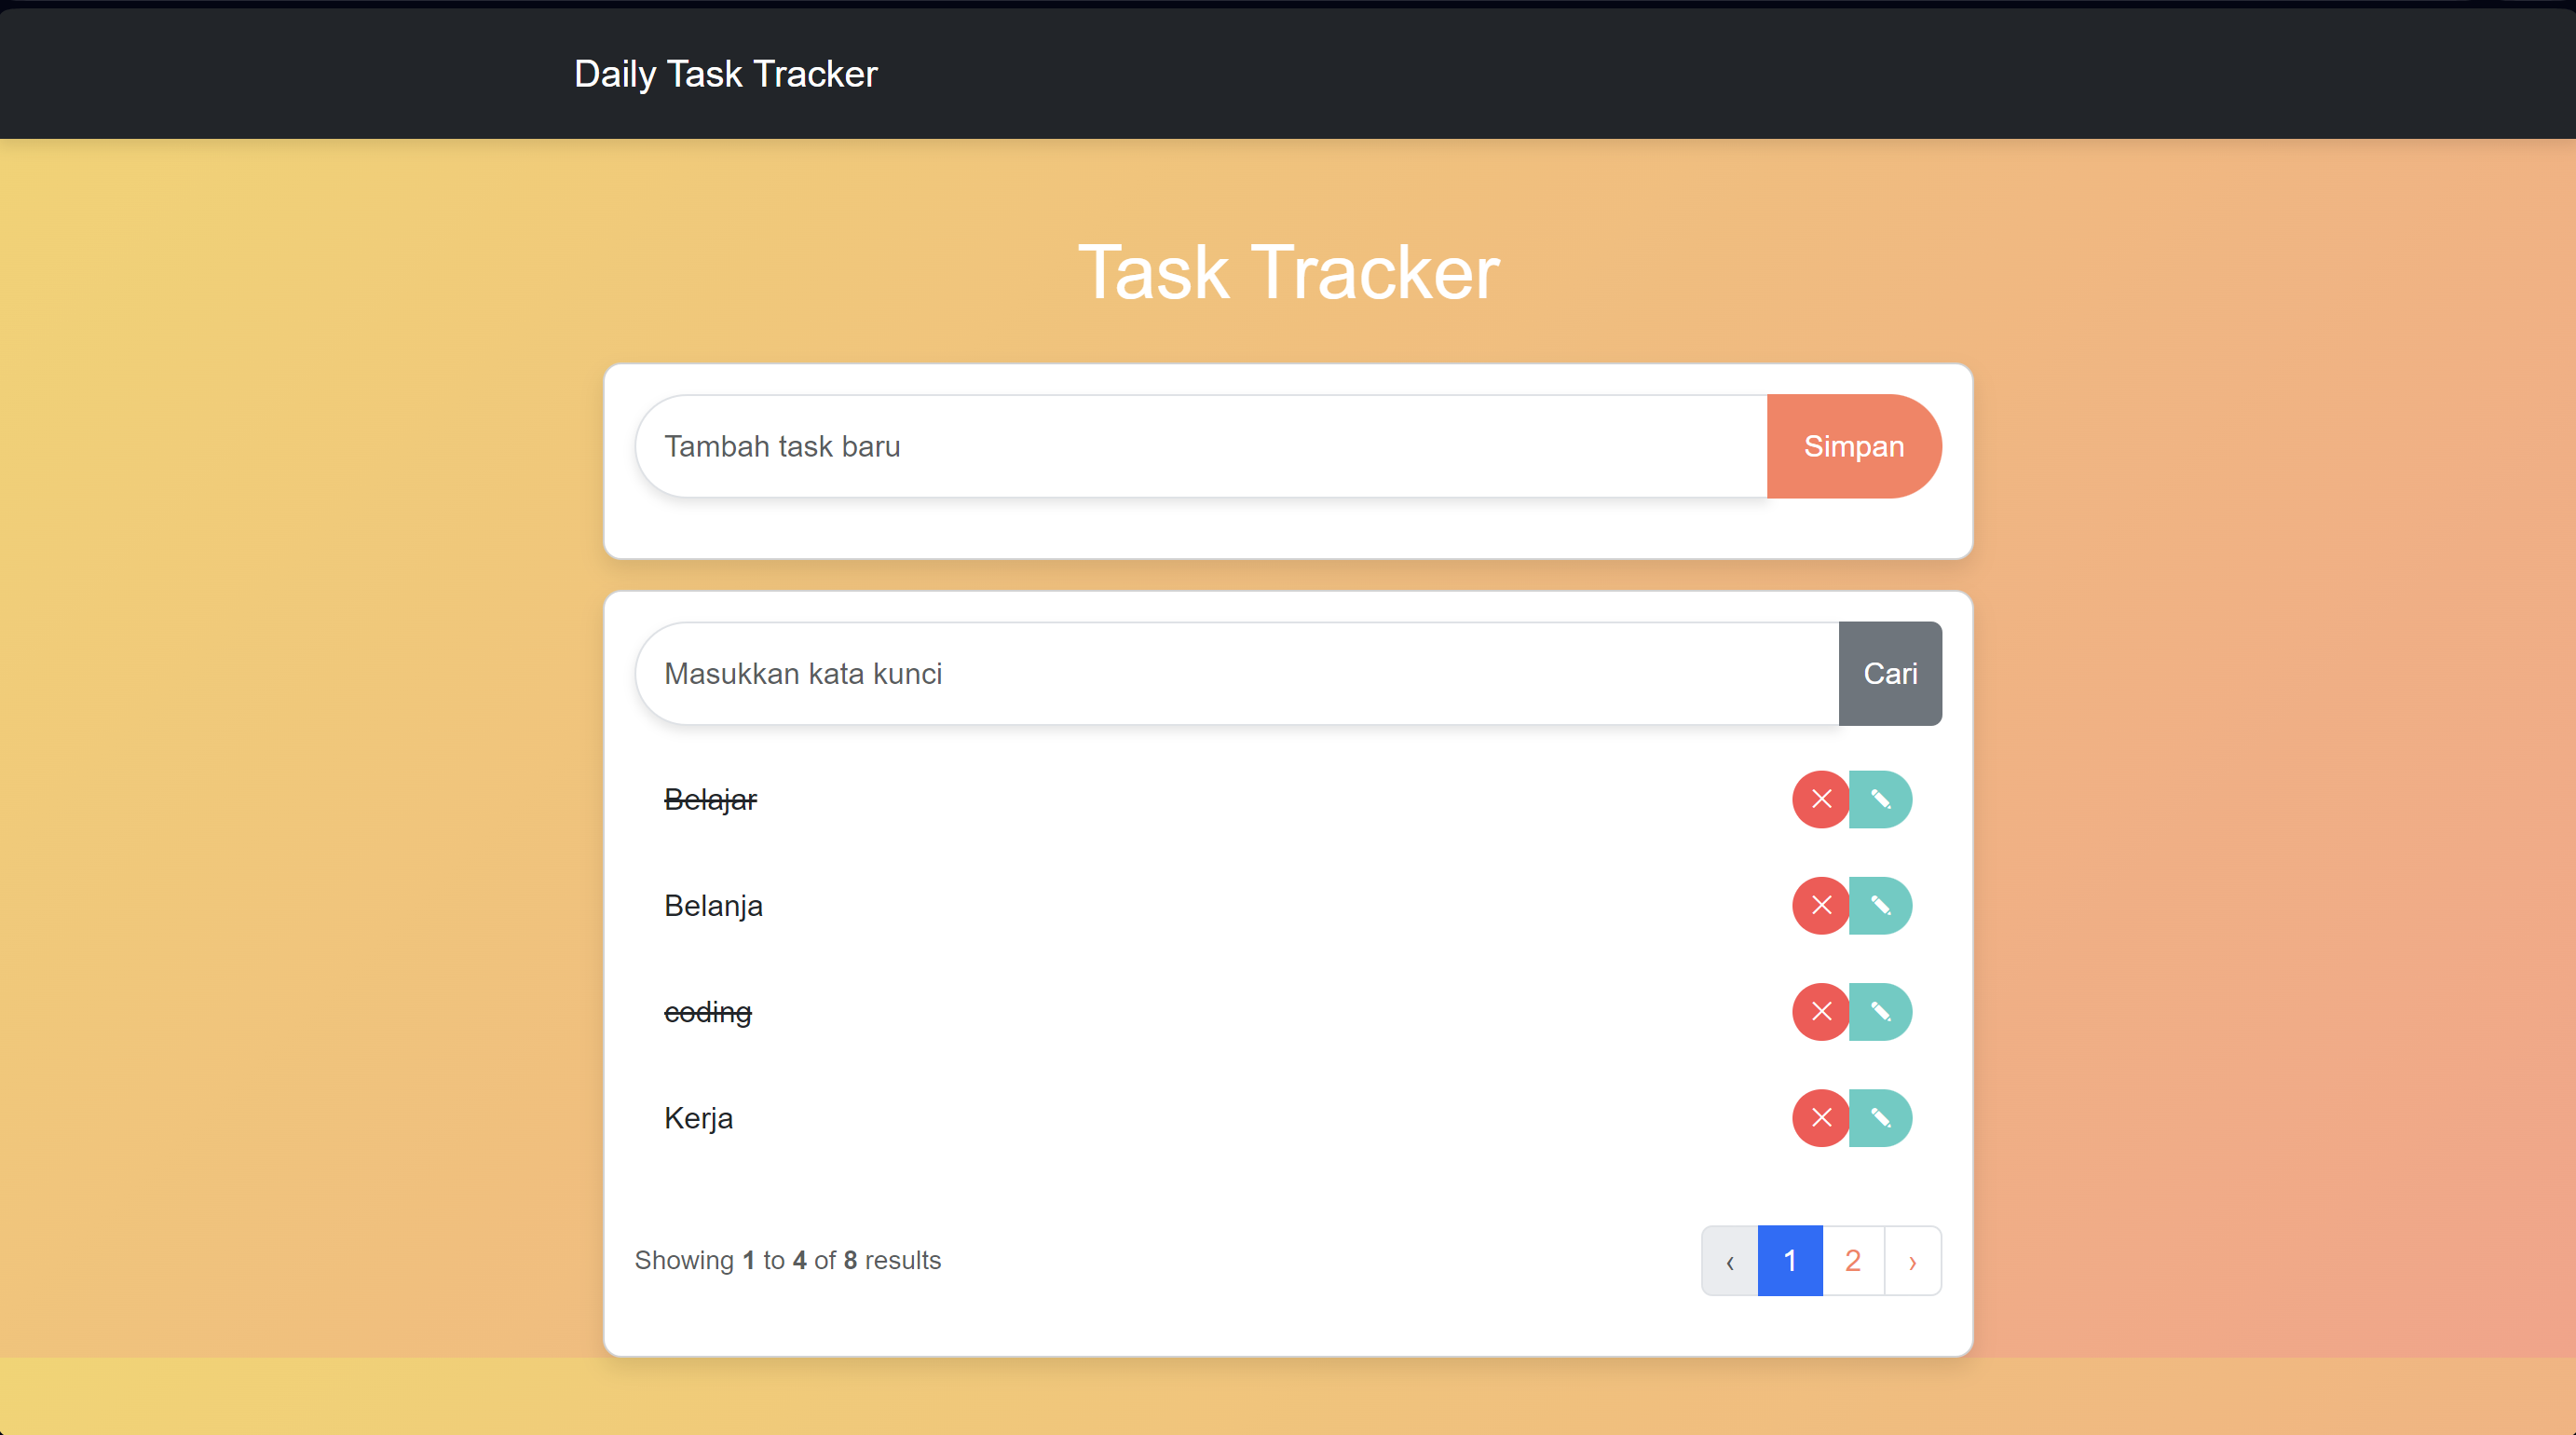 Daily Task Tracker
Task Tracker
Tambah task baru
Simpan
Masukkan kata kunci
Cari
Belajar
Belanja
coding
Kerja
Showing 1 to 4 of 8 results
‹ 1 2 ›